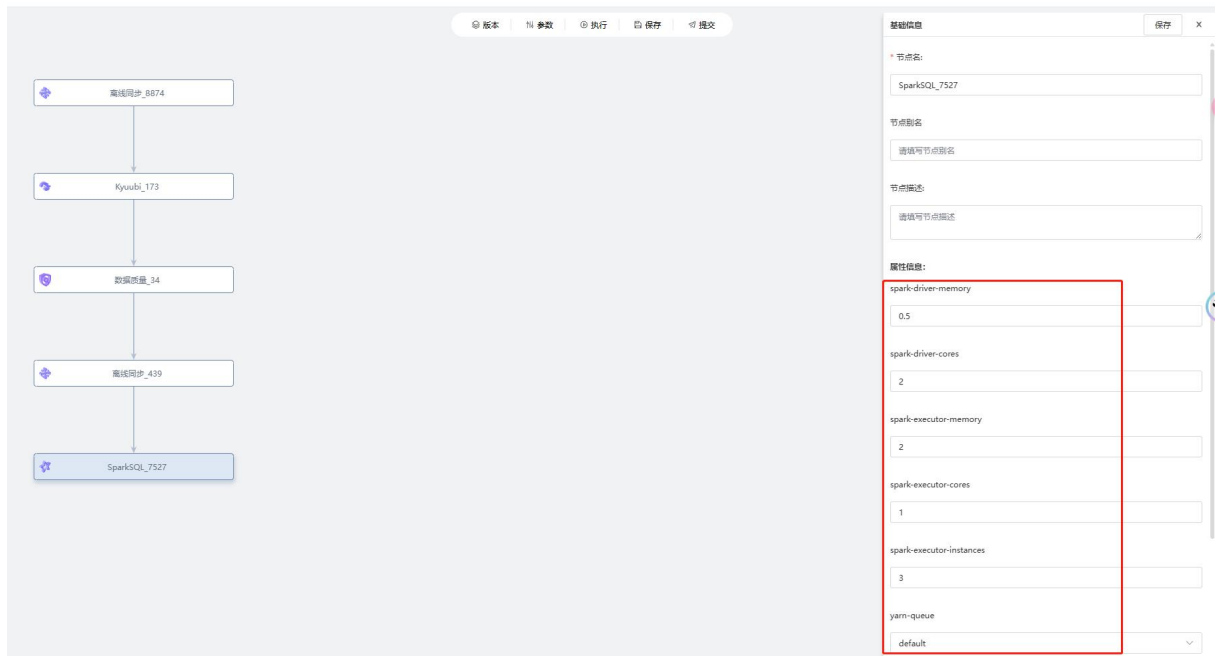 版本 参数 执行 保存 提交
离线同步_8874
Kyuubi_173
数据质量_34
离线同步_439
SparkSQL_7527
基础信息 保存 x
* 节点名:
SparkSQL_7527
节点别名
请填写节点别名
节点描述:
请填写节点描述
属性信息:
spark-driver-memory
0.5
spark-driver-cores
2
spark-executor-memory
2
spark-executor-cores
1
spark-executor-instances
3
yarn-queue
default